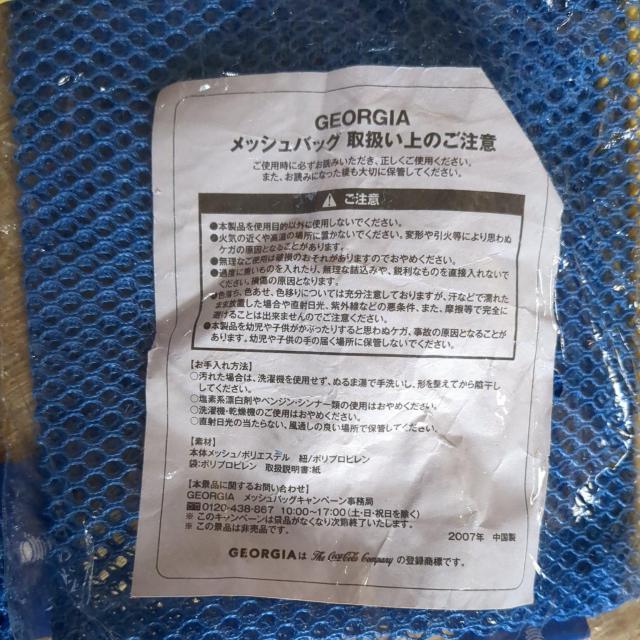 GEORGIA
メッシュバッグ 取扱い上のご注意
ご使用時に必ずお読みいただき、正しくご使用ください。
また、お読みになった後も大切に保管してください。
ご注意
●本製品を使用目的以外に使用しないでください。
●火気の近くや高温の場所に置かないでください。変形や引火等により思わぬ
ケガの原因となることがあります。
●無理なご使用は破損のおそれがありますのでおやめください。
●過度に重いものを入れたり、無理な詰込みや、鋭利なものを直接入れないで
ください。損傷の原因となります。
●色落ち、色あせ、色移りについては充分注意しておりますが、汗などで濡れた
まま放置した場合や直射日光、紫外線などの悪条件、また、摩擦等で完全に
避けることは出来ませんのでご注意ください。
●本製品を幼児や子供がかぶったりすると思わぬケガ、事故の原因となることがあ
ります。幼児や子供の手の届く場所に保管しないでください。
【お手入れ方法】
○汚れた場合は、洗濯機を使用せず、ぬるま湯で手洗いし、形を整えてから陰干し
してください。
○塩素系漂白剤やベンジン・シンナー類の使用はおやめください。
○洗濯機・乾燥機のご使用はおやめください。
○直射日光の当たらない、風通しの良い場所で保管してください。
【素材】
本体メッシュ/ポリエステル 紐/ポリプロピレン
袋:ポリプロピレン 取扱説明書:紙
【本景品に関するお問い合わせ】
GEORGIA メッシュバッグキャンペーン事務局
0120-438-867 10:00~17:00(土・日・祝日を除く)
※ このキャンペーンは景品がなくなり次第終了いたします。
※ この景品は非売品です。
2007年 中国製
GEORGIAは The Coca-Cola Company の登録商標です。